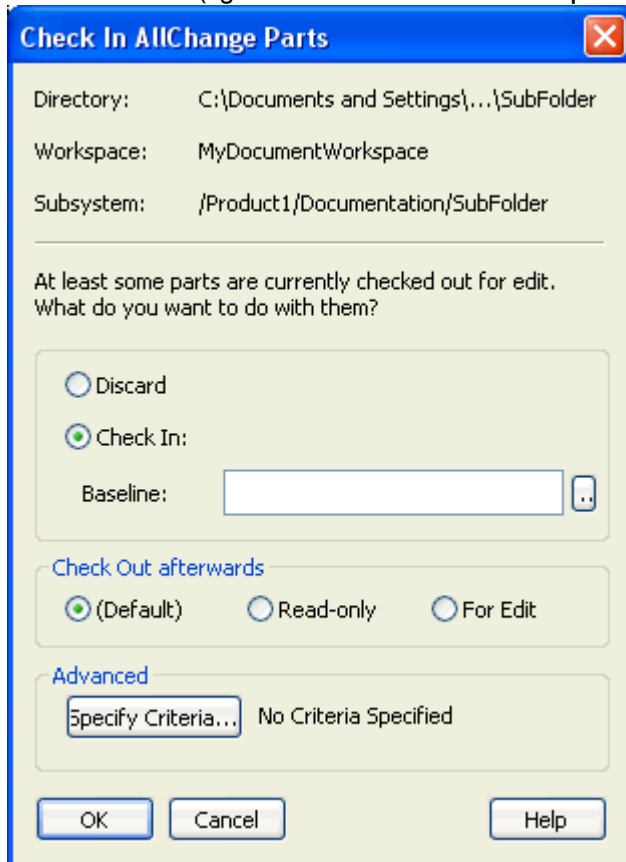 Check In AllChange Parts
Directory: C:\Documents and Settings\...\SubFolder
Workspace: MyDocumentWorkspace
Subsystem: /Product1/Documentation/SubFolder
At least some parts are currently checked out for edit.
What do you want to do with them?
Discard
Check In:
Baseline: ..
Check Out afterwards
(Default) Read-only For Edit
Advanced
Specify Criteria... No Criteria Specified
OK Cancel Help